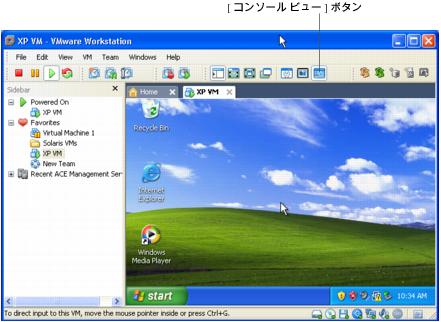 [ コンソール ビュー ] ボタン
XP VM - VMware Workstation
File Edit View VM Team Windows Help
Sidebar
Powered On
XP VM
Favorites
Virtual Machine 1
Solaris VMs
XP VM
New Team
Recent ACE Management Ser
Home XP VM
Recycle Bin
Internet
Explorer
Windows
Media Player
start
10:34 AM
To direct input to this VM, move the mouse pointer inside or press Ctrl+G.